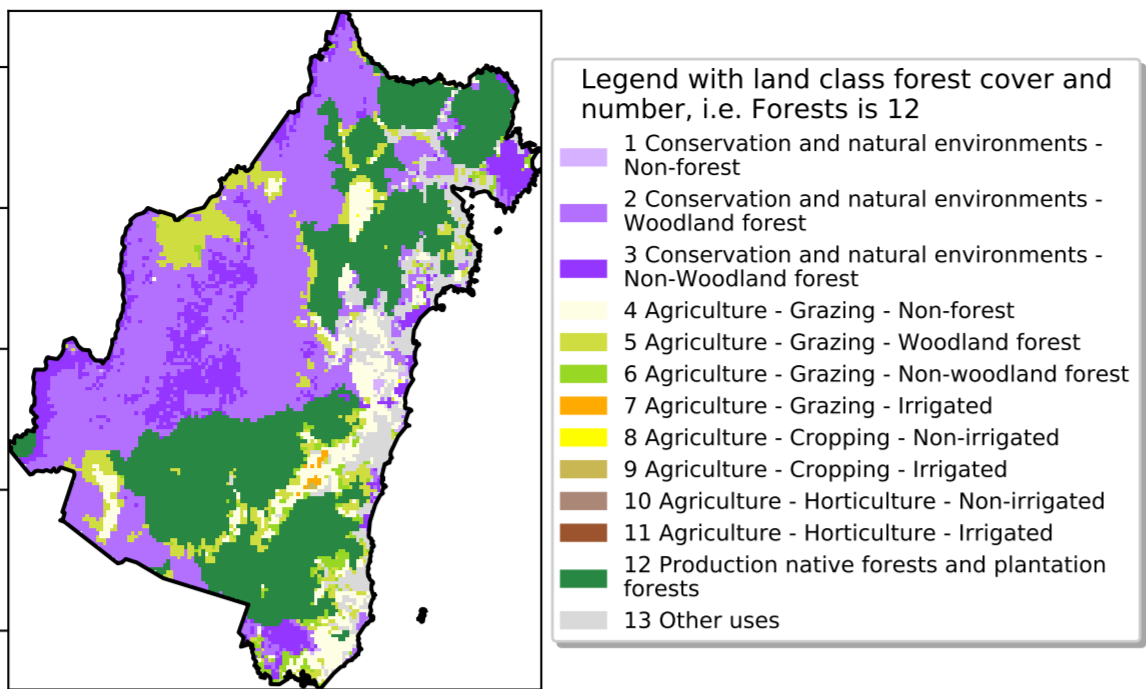 Legend with land class forest cover and
number, i.e. Forests is 12
1 Conservation and natural environments -
Non-forest
2 Conservation and natural environments -
Woodland forest
3 Conservation and natural environments -
Non-Woodland forest
4 Agriculture - Grazing - Non-forest
5 Agriculture - Grazing - Woodland forest
6 Agriculture - Grazing - Non-woodland forest
7 Agriculture - Grazing - Irrigated
8 Agriculture - Cropping - Non-irrigated
9 Agriculture - Cropping - Irrigated
10 Agriculture - Horticulture - Non-irrigated
11 Agriculture - Horticulture - Irrigated
12 Production native forests and plantation
forests
13 Other uses